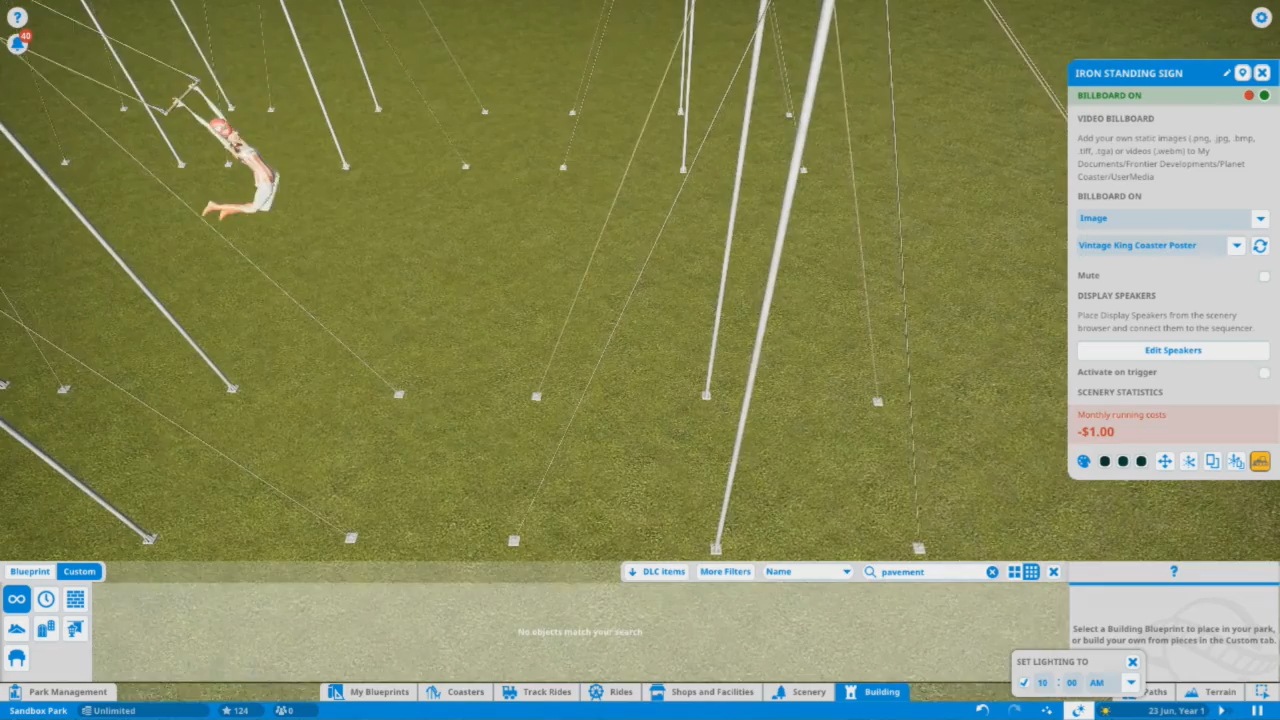 ?
40
IRON STANDING SIGN
BILLBOARD ON
VIDEO BILLBOARD
Add your own static images (.png, .jpg, .bmp,
.tiff, .tga) or videos (.webm) to My
Documents/Frontier Developments/Planet
Coaster/UserMedia
BILLBOARD ON
Image
Vintage King Coaster Poster
Mute
DISPLAY SPEAKERS
Place Display Speakers from the scenery
browser and connect them to the sequencer.
Edit Speakers
Activate on trigger
SCENERY STATISTICS
Monthly running costs
-$1.00
Blueprint Custom
DLC Items More Filters Name pavement
?
No objects match your search
Select a Building Blueprint to place in your park,
or build your own from pieces in the Custom tab.
SET LIGHTING TO
10 : 00 AM
Park Management My Blueprints Coasters Track Rides Rides Shops and Facilities Scenery Building Paths Terrain
Sandbox Park Unlimited 124 0 23 Jun, Year 1